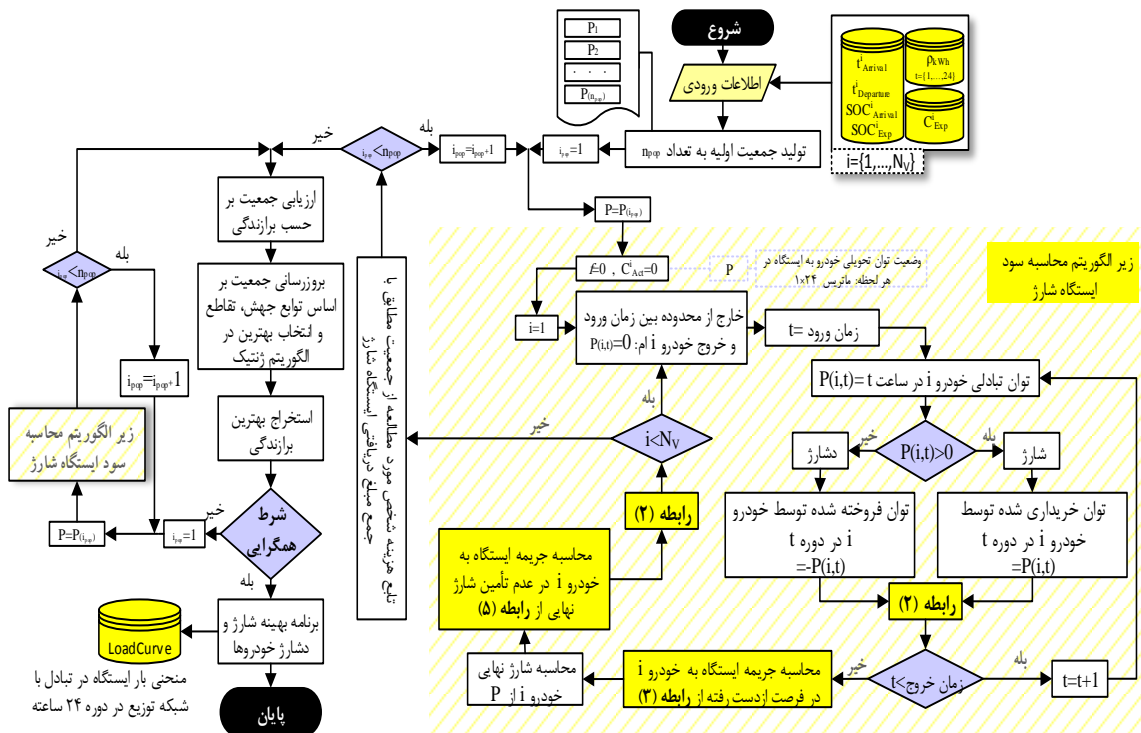 شروع
اطلاعات ورودی
t^i_Arrival
t^i_Departure
SOC^i_Arrival
SOC^i_Exp
ρ_kWh
t={1,...,24}
C^i_Exp
i={1,...,N_V}
P_1
P_2
. . .
P_(n_pop)
تولید جمعیت اولیه به تعداد n_pop
i_pop=1
i_pop=i_pop+1
بله
i_pop<n_pop
خیر
P=P_(i_pop)
t=0 , C^i_Act=0
P
وضعیت توان تحویلی خودرو به ایستگاه در
هر لحظه: ماتریس ۲۴×۱
زیر الگوریتم محاسبه سود
ایستگاه شارژ
i=1
خارج از محدوده بین زمان ورود
و خروج خودرو i ام: P(i,t)=0
زمان ورود =t
توان تبادلی خودرو i در ساعت P(i,t)= t
P(i,t)>0
خیر
بله
دشارژ
شارژ
توان فروخته شده توسط خودرو
i در دوره t
=-P(i,t)
توان خریداری شده توسط
خودرو i در دوره t
=P(i,t)
رابطه (۲)
زمان خروج>t
بله
t=t+1
خیر
محاسبه جریمه ایستگاه به خودرو i
در فرصت ازدست رفته از رابطه (۳)
محاسبه شارژ نهایی
خودرو i از P
محاسبه جریمه ایستگاه به
خودرو i در عدم تأمین شارژ
نهایی از رابطه (۵)
رابطه (۲)
i<N_V
بله
خیر
تابع هزینه شخص مورد مطالعه از جمعیت مطابق با
جمع مبلغ دریافتی ایستگاه شارژ
ارزیابی جمعیت بر
حسب برازندگی
بروزرسانی جمعیت بر
اساس توابع جهش، تقاطع
و انتخاب بهترین در
الگوریتم ژنتیک
استخراج بهترین
برازندگی
شرط
همگرایی
خیر
بله
i_pop=1
P=P_(i_pop)
زیر الگوریتم محاسبه
سود ایستگاه شارژ
i_pop<n_pop
خیر
بله
i_pop=i_pop+1
برنامه بهینه شارژ و
دشارژ خودروها
LoadCurve
منحنی بار ایستگاه در تبادل با
شبکه توزیع در دوره ۲۴ ساعته
پایان